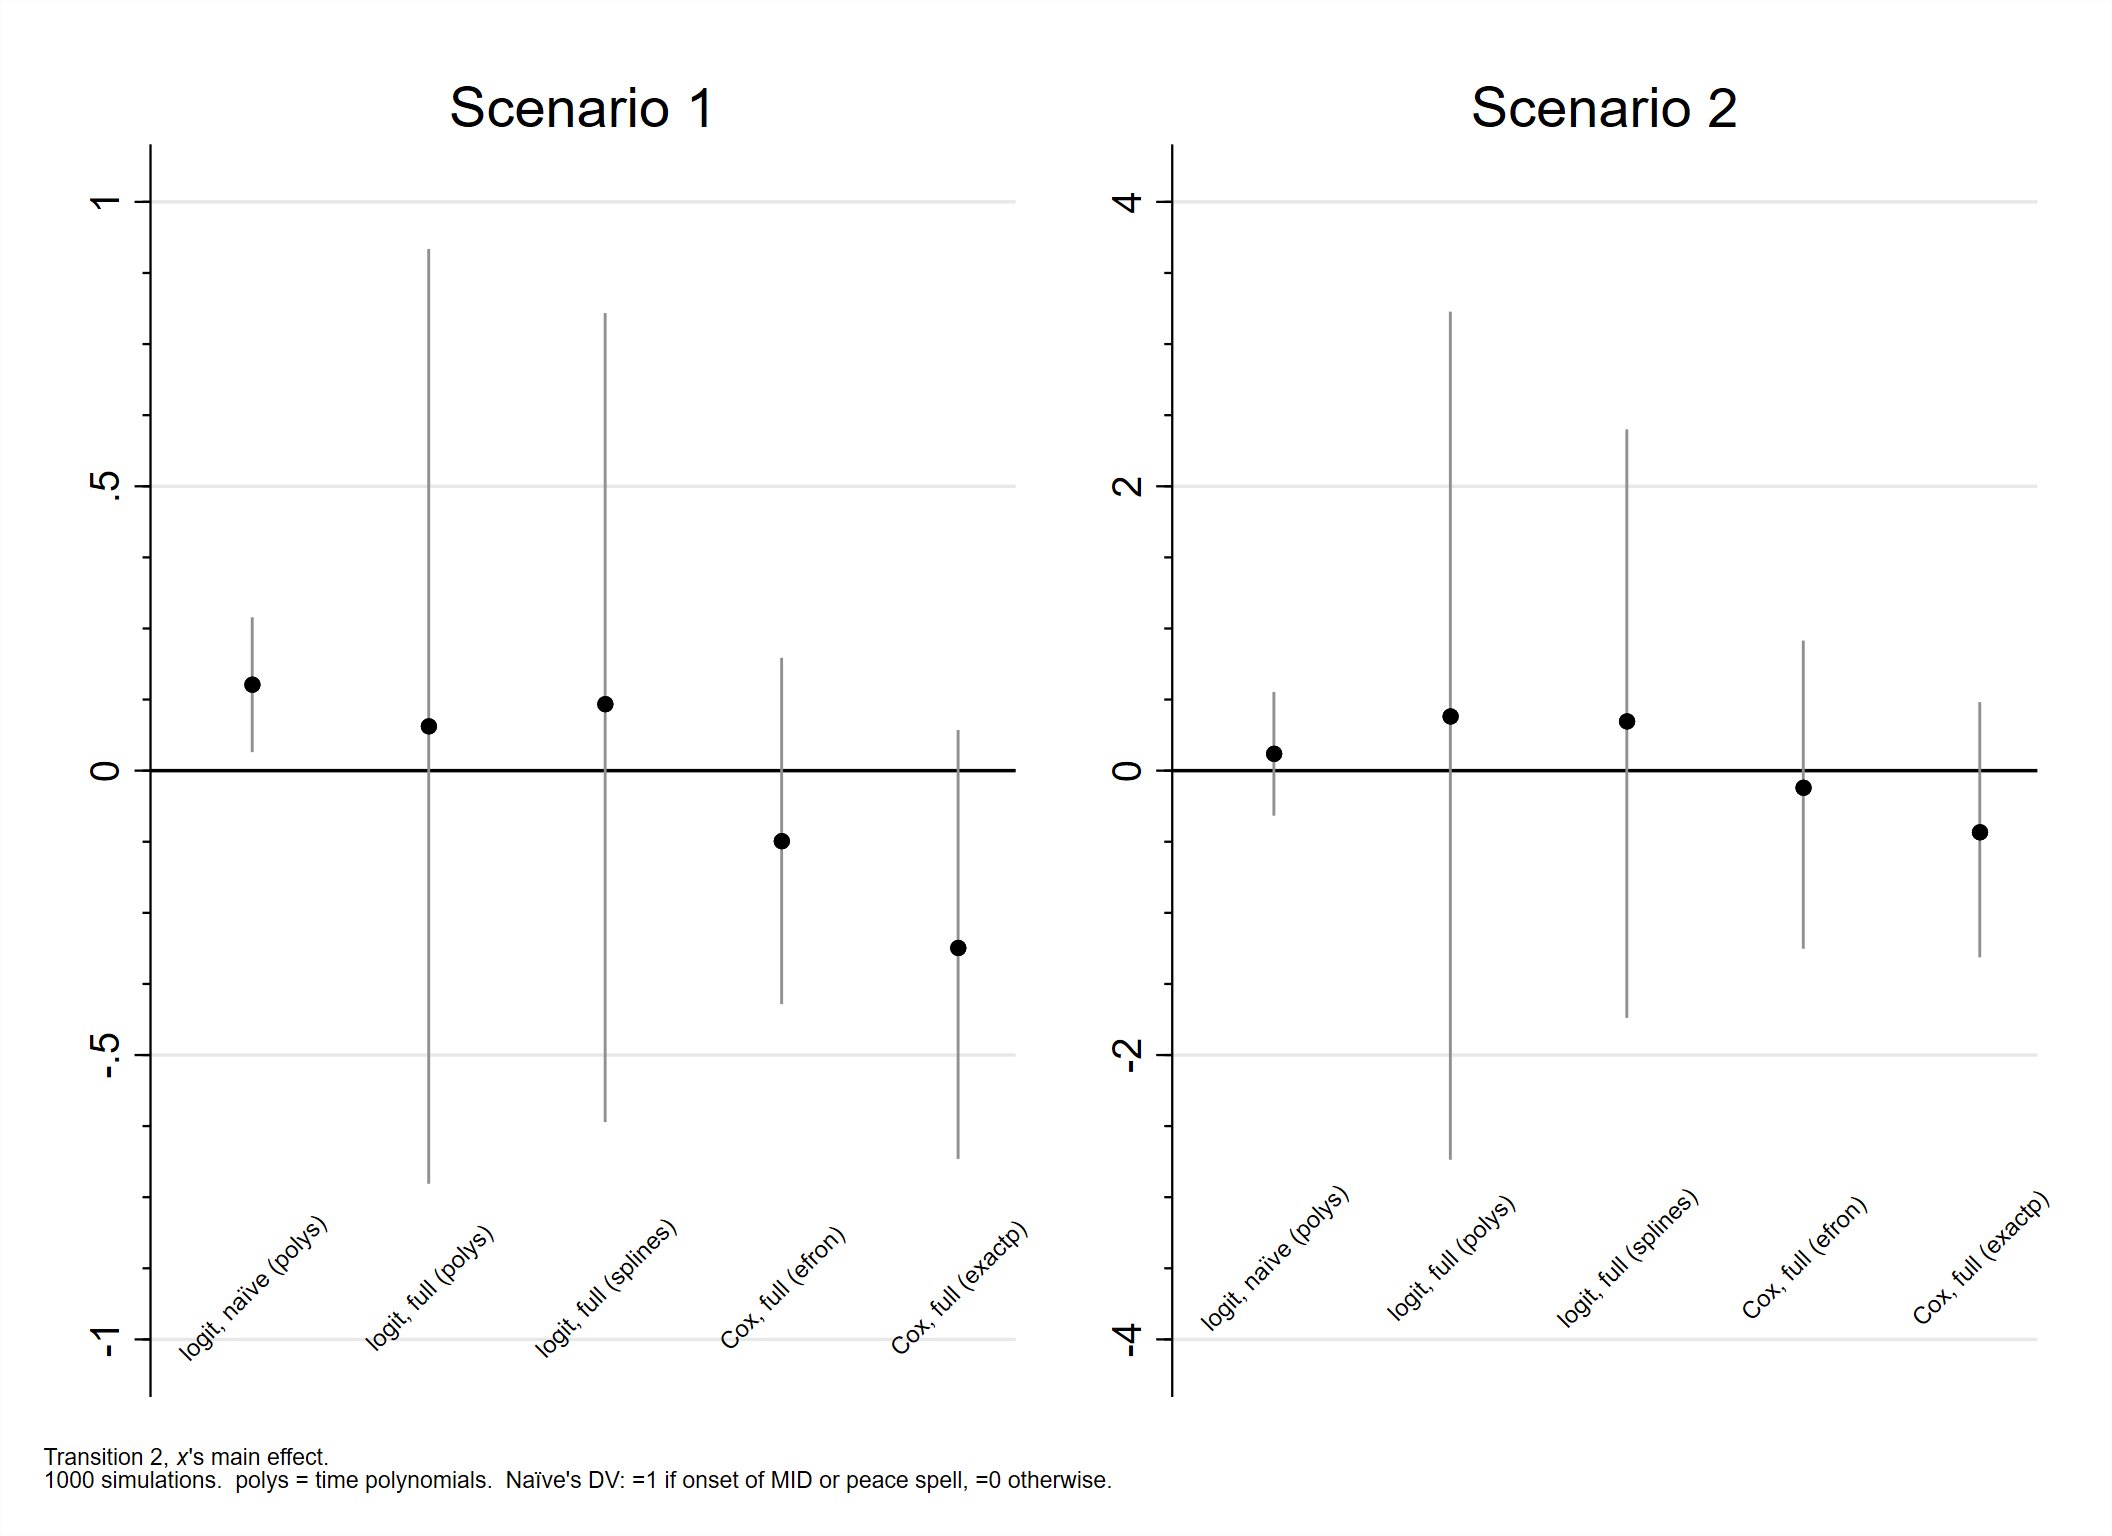 Scenario 1
1
.5
0
-.5
-1
logit, naïve (polys)
logit, full (polys)
logit, full (splines)
Cox, full (efron)
Cox, full (exactp)
Scenario 2
4
2
0
-2
-4
logit, naïve (polys)
logit, full (polys)
logit, full (splines)
Cox, full (efron)
Cox, full (exactp)
Transition 2, x's main effect.
1000 simulations.  polys = time polynomials.  Naïve's DV: =1 if onset of MID or peace spell, =0 otherwise.